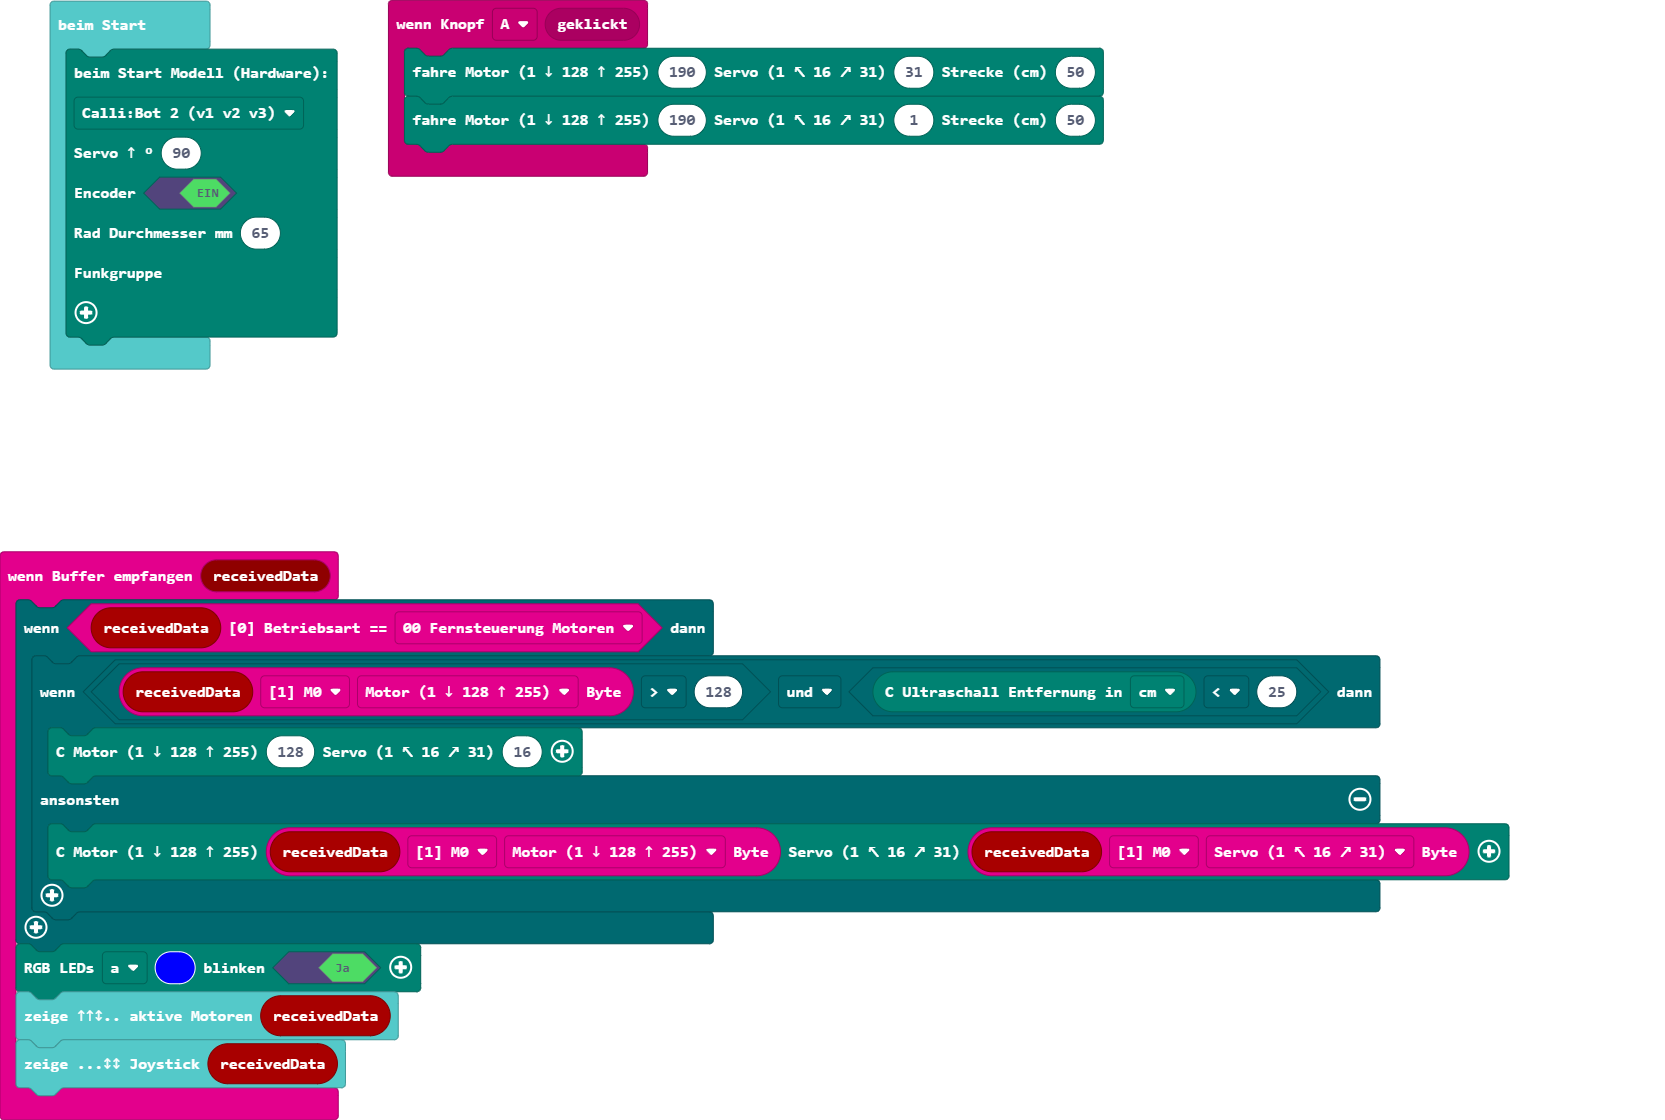 beim Start
beim Start Modell (Hardware):
Calli:Bot 2 (v1 v2 v3)
Servo ↑ º 90
Encoder EIN
Rad Durchmesser mm 65
Funkgruppe
wenn Knopf A geklickt
fahre Motor (1 ↓ 128 ↑ 255) 190 Servo (1 ↖ 16 ↗ 31) 31 Strecke (cm) 50
fahre Motor (1 ↓ 128 ↑ 255) 190 Servo (1 ↖ 16 ↗ 31) 1 Strecke (cm) 50
wenn Buffer empfangen receivedData
wenn receivedData [0] Betriebsart == 00 Fernsteuerung Motoren dann
wenn receivedData [1] M0 Motor (1 ↓ 128 ↑ 255) Byte > 128 und C Ultraschall Entfernung in cm < 25 dann
C Motor (1 ↓ 128 ↑ 255) 128 Servo (1 ↖ 16 ↗ 31) 16
ansonsten
C Motor (1 ↓ 128 ↑ 255) receivedData [1] M0 Motor (1 ↓ 128 ↑ 255) Byte Servo (1 ↖ 16 ↗ 31) receivedData [1] M0 Servo (1 ↖ 16 ↗ 31) Byte
RGB LEDs a blinken Ja
zeige ↑↑↕.. aktive Motoren receivedData
zeige ...↕↕ Joystick receivedData